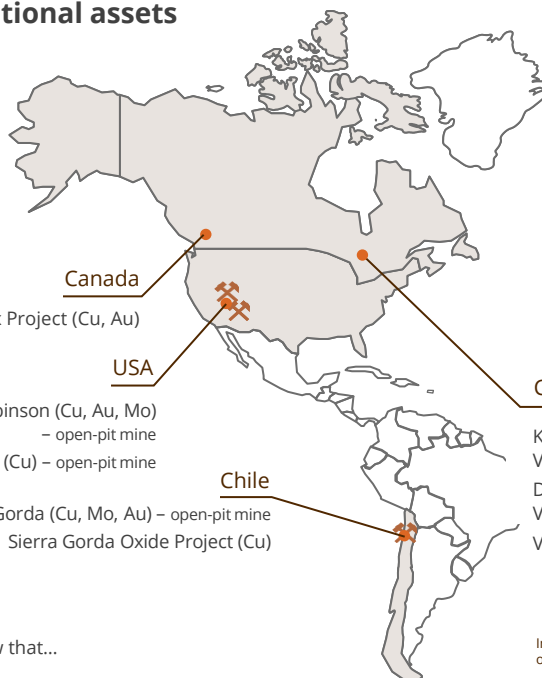 tional assets
Canada
Project (Cu, Au)
USA
binson (Cu, Au, Mo)
– open-pit mine
(Cu) – open-pit mine
Chile
Gorda (Cu, Mo, Au) – open-pit mine
Sierra Gorda Oxide Project (Cu)
that...